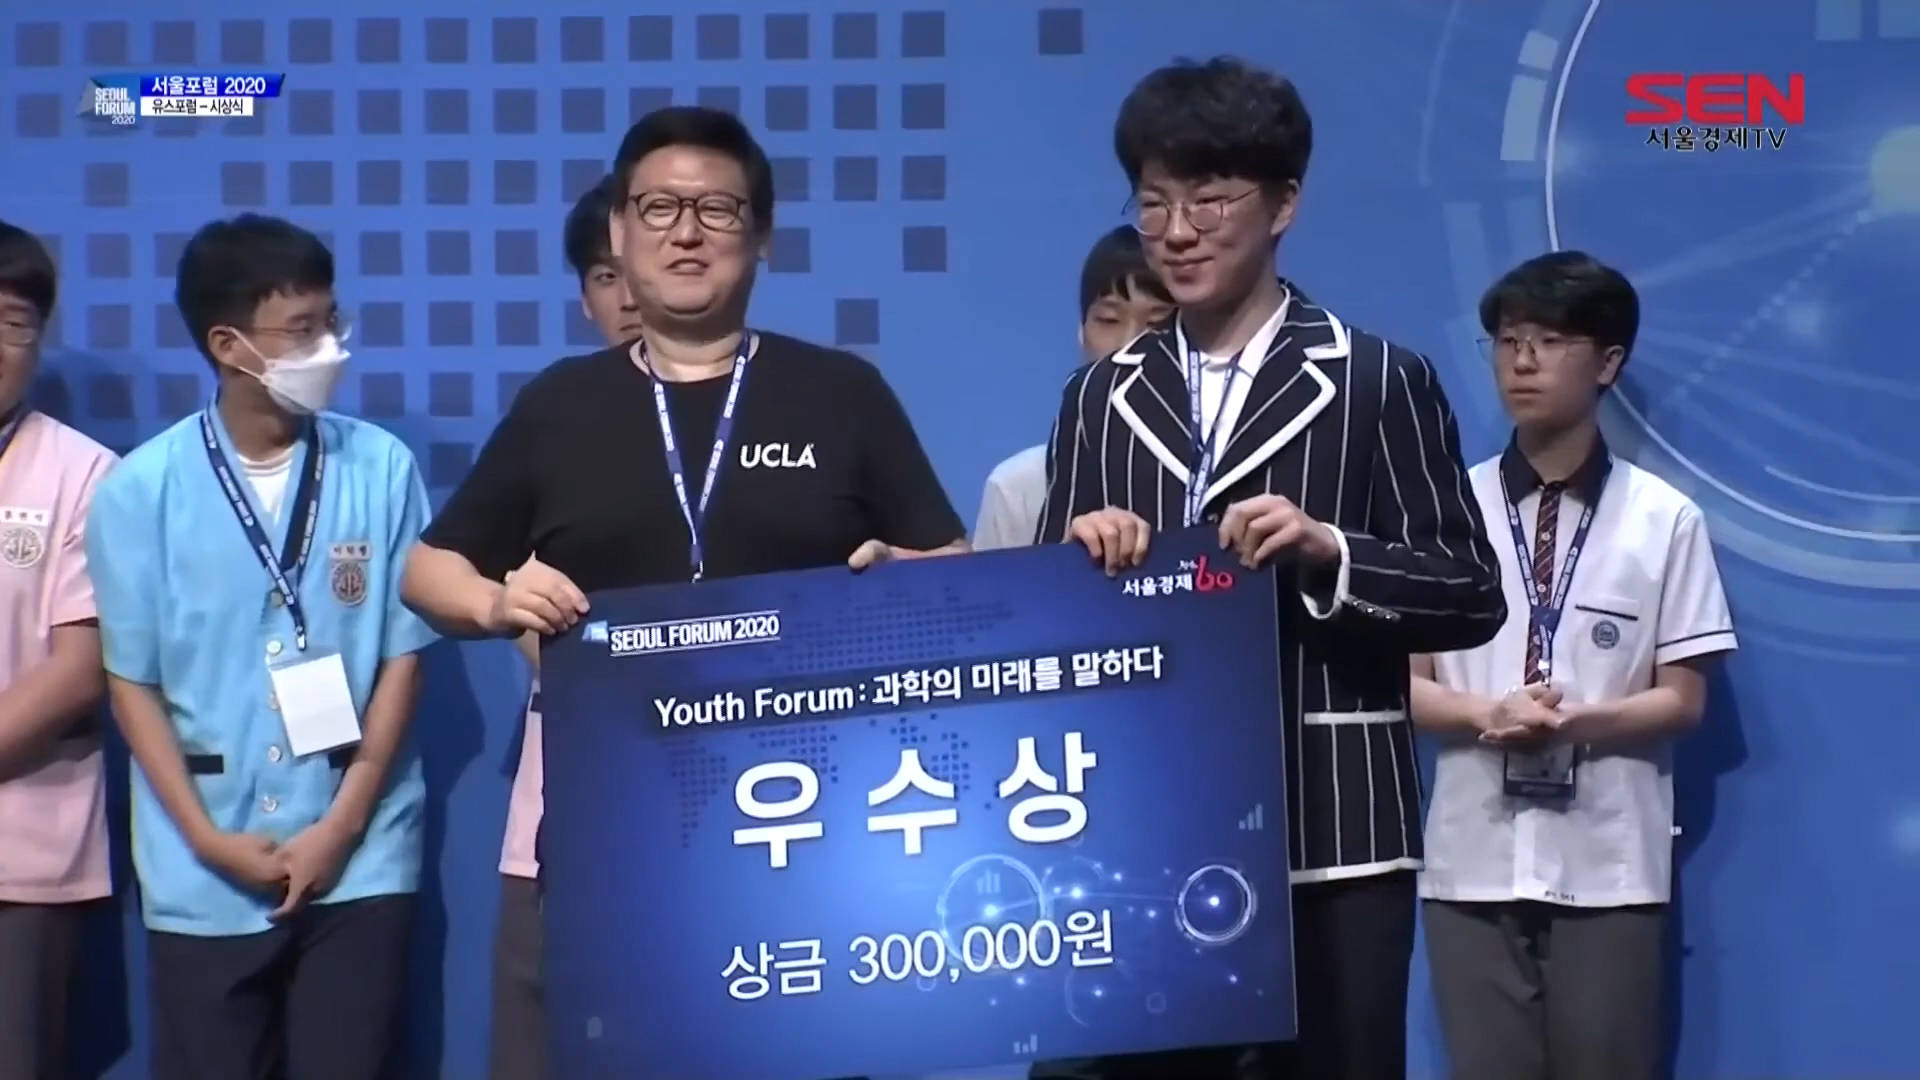 SEOUL
FORUM
2020
서울포럼 2020
유스포럼 – 시상식
SEN
서울경제TV
UCLA
SEOUL FORUM 2020
서울경제 60
Youth Forum : 과학의 미래를 말하다
우수상
상금 300,000원